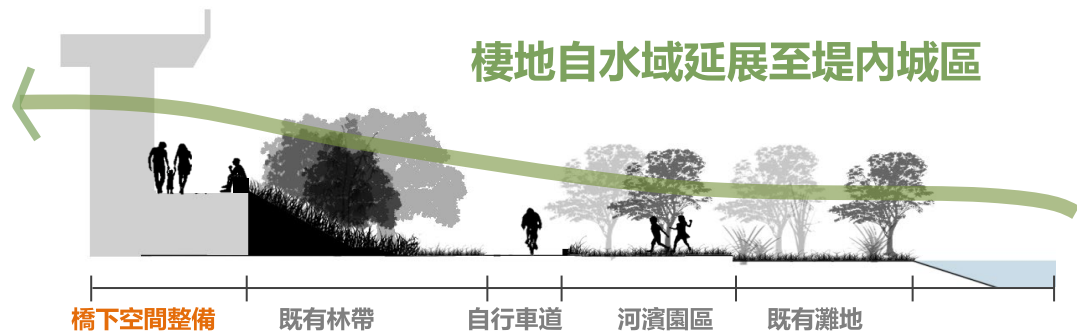 棲地自水域延展至堤內城區
橋下空間整備
既有林帶
自行車道
河濱園區
既有灘地